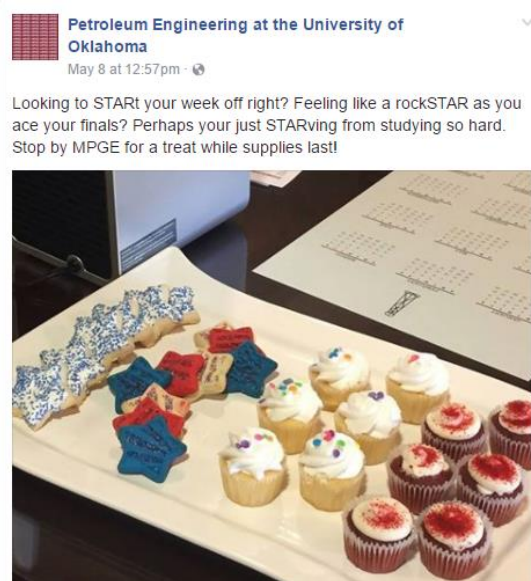 Petroleum Engineering at the University of
Oklahoma
May 8 at 12:57pm ·
Looking to STARt your week off right? Feeling like a rockSTAR as you
ace your finals? Perhaps your just STARving from studying so hard.
Stop by MPGE for a treat while supplies last!